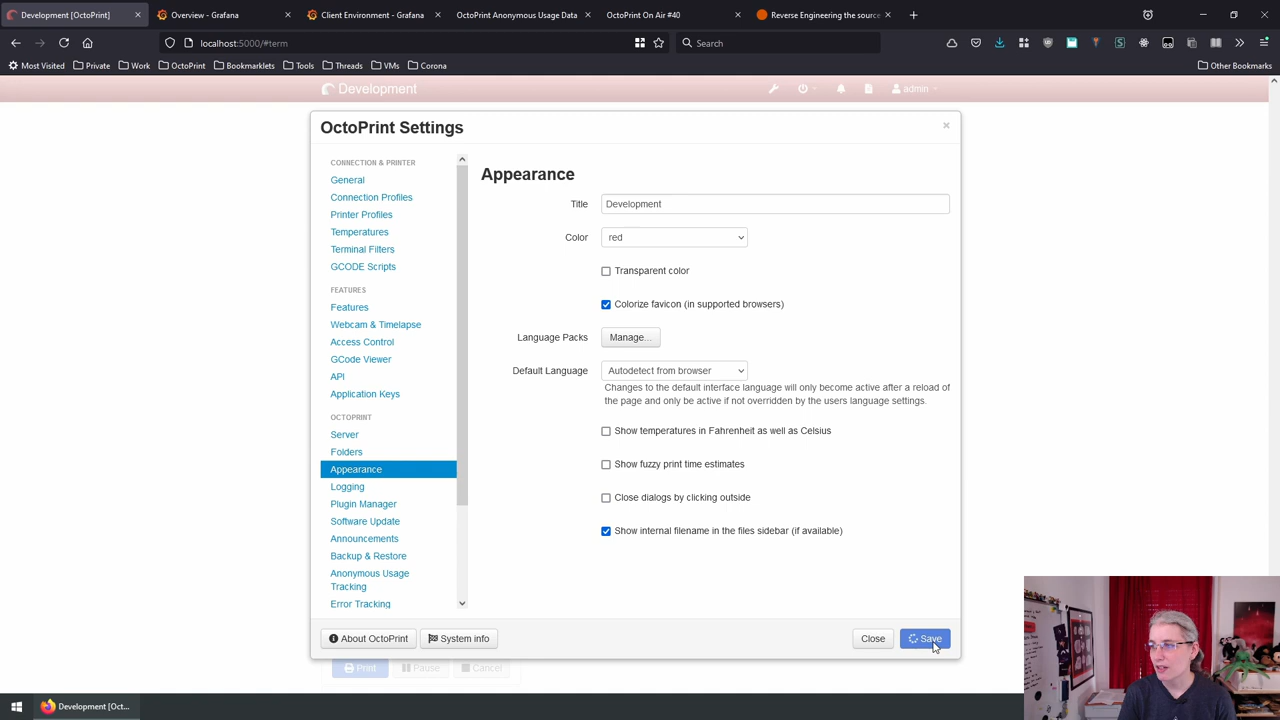 Development [OctoPrint]
Overview - Grafana
Client Environment - Grafana
OctoPrint Anonymous Usage Data
OctoPrint On Air #40
Reverse Engineering the source
localhost:5000/#term
Search
Most Visited
Private
Work
OctoPrint
Bookmarklets
Tools
Threads
VMs
Corona
Other Bookmarks
Development
admin
OctoPrint Settings
CONNECTION & PRINTER
General
Connection Profiles
Printer Profiles
Temperatures
Terminal Filters
GCODE Scripts
FEATURES
Features
Webcam & Timelapse
Access Control
GCode Viewer
API
Application Keys
OCTOPRINT
Server
Folders
Appearance
Logging
Plugin Manager
Software Update
Announcements
Backup & Restore
Anonymous Usage
Tracking
Error Tracking
Appearance
Title
Development
Color
red
Transparent color
Colorize favicon (in supported browsers)
Language Packs
Manage...
Default Language
Autodetect from browser
Changes to the default interface language will only become active after a reload of
the page and only be active if not overridden by the users language settings.
Show temperatures in Fahrenheit as well as Celsius
Show fuzzy print time estimates
Close dialogs by clicking outside
Show internal filename in the files sidebar (if available)
About OctoPrint
System info
Close
Save
Print
Pause
Cancel
Development [Oct...